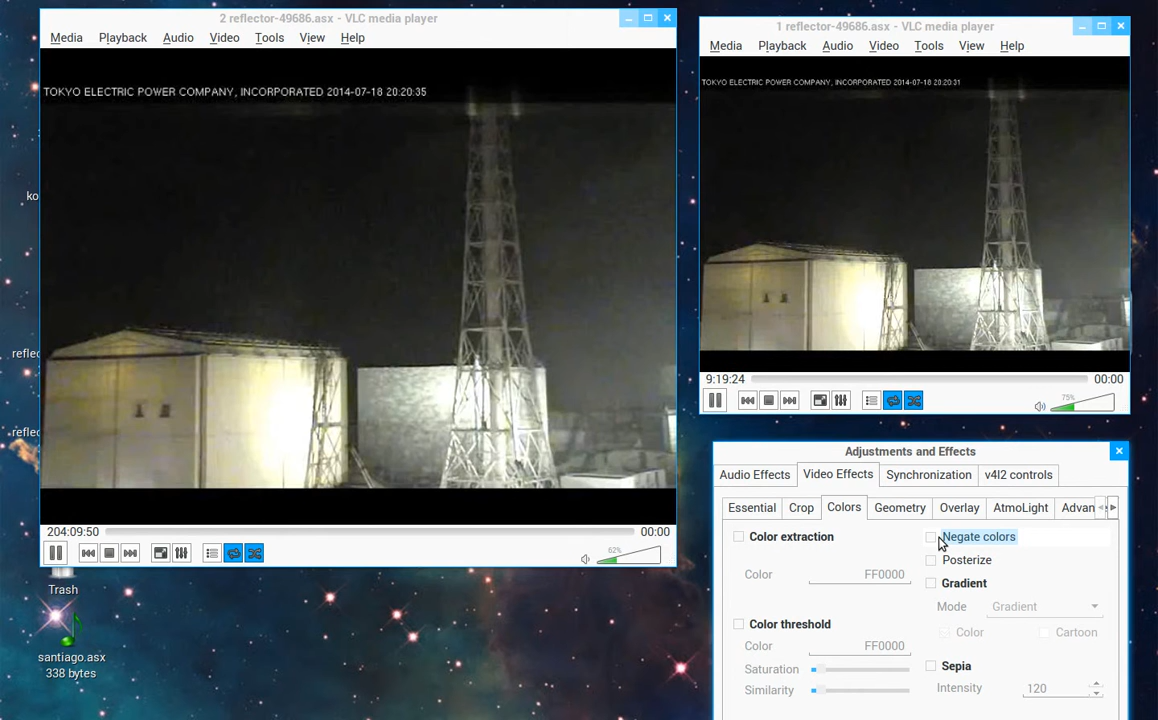 2 reflector-49686.asx - VLC media player
Media Playback Audio Video Tools View Help
TOKYO ELECTRIC POWER COMPANY, INCORPORATED 2014-07-18 20:20:35
204:09:50 00:00
62%
1 reflector-49686.asx - VLC media player
Media Playback Audio Video Tools View Help
TOKYO ELECTRIC POWER COMPANY, INCORPORATED 2014-07-18 20:20:31
9:19:24 00:00
75%
Adjustments and Effects
Audio Effects Video Effects Synchronization v4l2 controls
Essential Crop Colors Geometry Overlay AtmoLight Advan
Color extraction
Color FF0000
Color threshold
Color FF0000
Saturation
Similarity
Negate colors
Posterize
Gradient
Mode Gradient
Color Cartoon
Sepia
Intensity 120
ko
reflec
reflec
Trash
santiago.asx
338 bytes